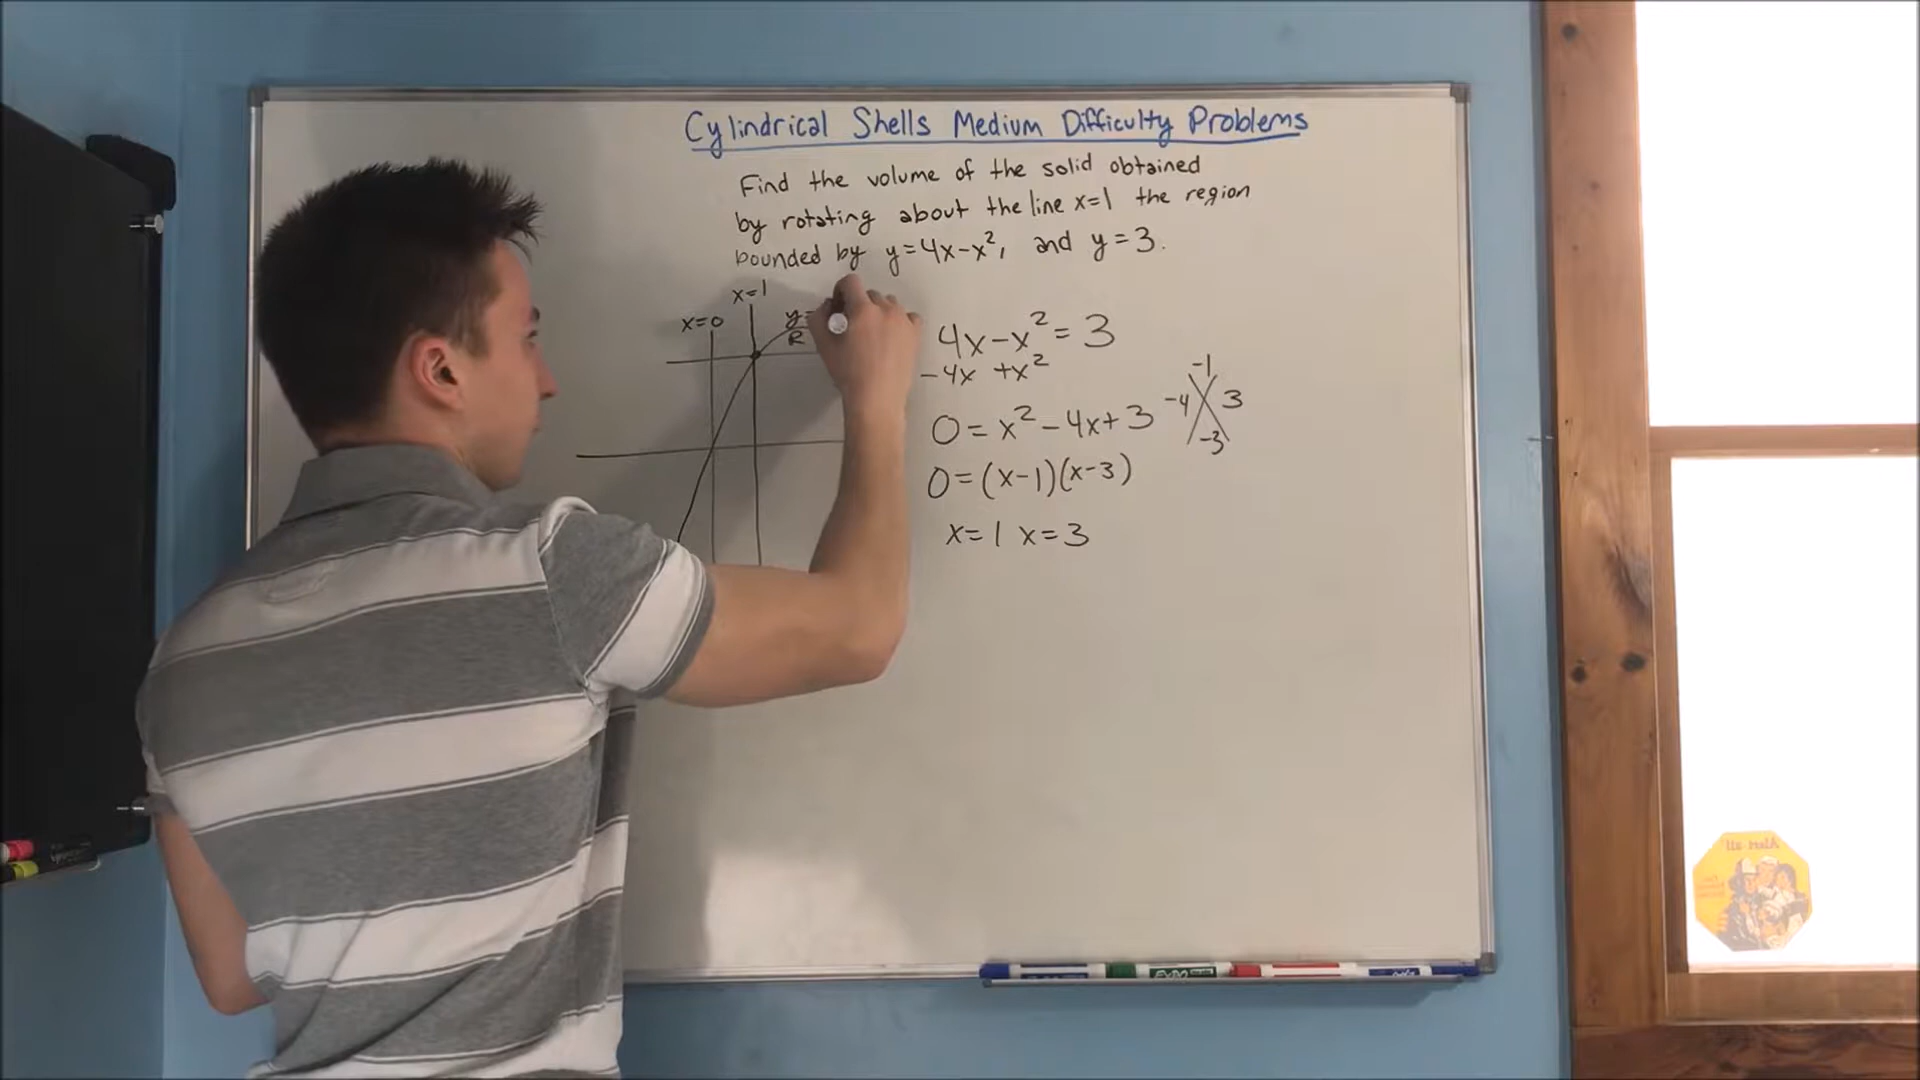 Cylindrical Shells Medium Difficulty Problems
Find the volume of the solid obtained
by rotating about the line x=1 the region
bounded by y=4x-x², and y=3.
x=1
x=0
y=
R
4x-x²=3
-4x +x²
0=x²-4x+3
-1
-4 3
-3
0=(x-1)(x-3)
x=1 x=3
EXPO